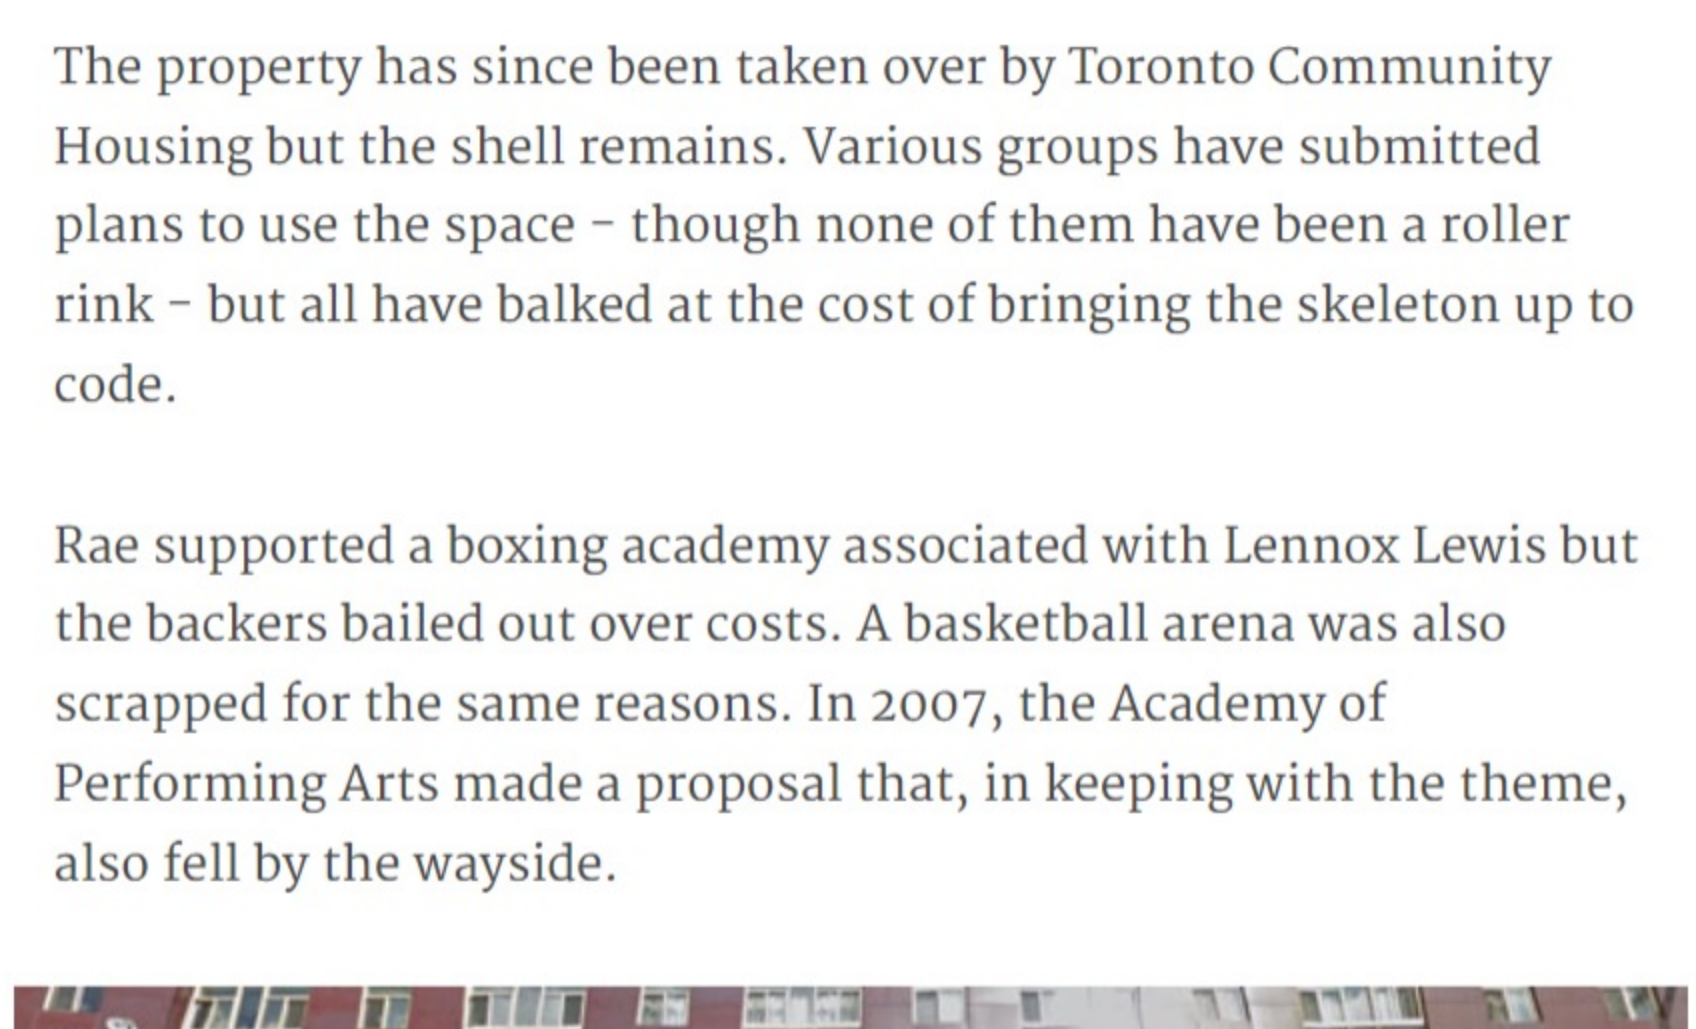 The property has since been taken over by Toronto Community
Housing but the shell remains. Various groups have submitted
plans to use the space – though none of them have been a roller
rink – but all have balked at the cost of bringing the skeleton up to
code.
Rae supported a boxing academy associated with Lennox Lewis but
the backers bailed out over costs. A basketball arena was also
scrapped for the same reasons. In 2007, the Academy of
Performing Arts made a proposal that, in keeping with the theme,
also fell by the wayside.